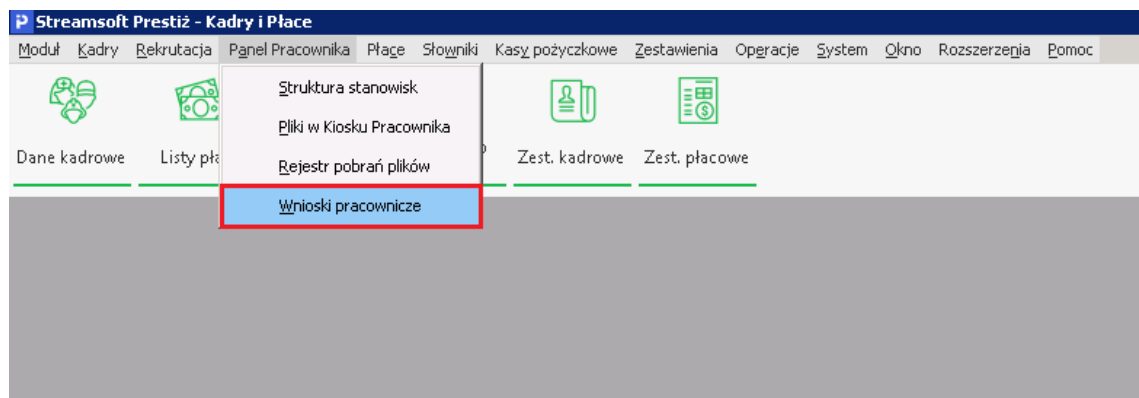 Streamsoft Prestiż - Kadry i Płace
Moduł Kadry Rekrutacja Panel Pracownika Płace Słowniki Kasy pożyczkowe Zestawienia Operacje System Okno Rozszerzenia Pomoc
Struktura stanowisk
Pliki w Kiosku Pracownika
Dane kadrowe Listy Zest. kadrowe Zest. płacowe
Rejestr pobrań plików
Wnioski pracownicze